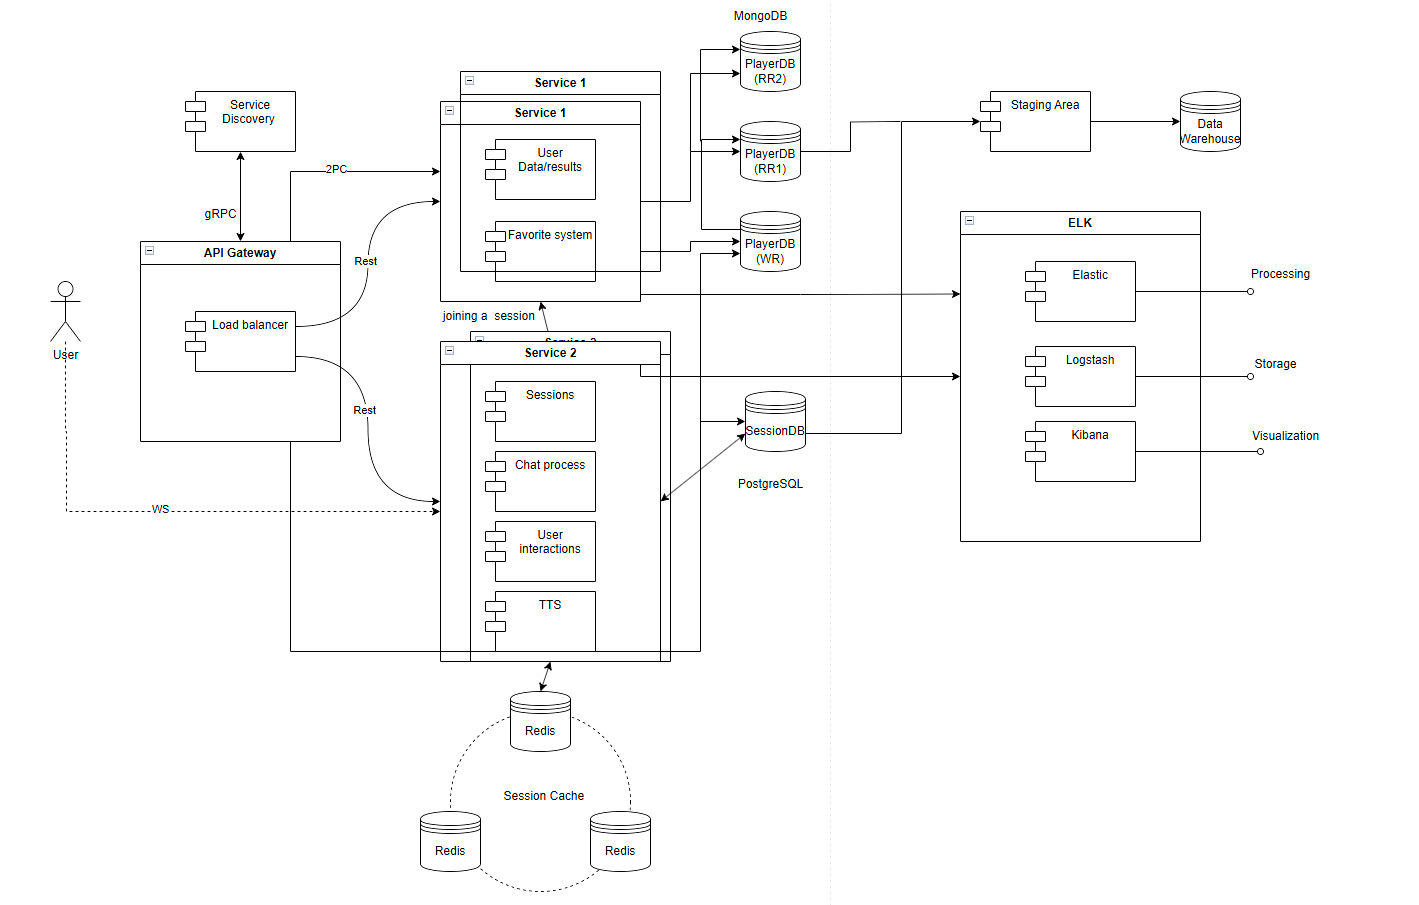 MongoDB
PlayerDB
(RR2)
Service 1
Service 1
Service
Discovery
Staging Area
Data
Warehouse
User
Data/results
PlayerDB
(RR1)
2PC
gRPC
API Gateway
Favorite system
PlayerDB
(WR)
ELK
Rest
Elastic
Processing
Load balancer
joining a session
User
Service 2
Service 2
Logstash
Storage
Rest
Sessions
SessionDB
Kibana
Visualization
Chat process
PostgreSQL
WS
User
interactions
TTS
Redis
Session Cache
Redis
Redis